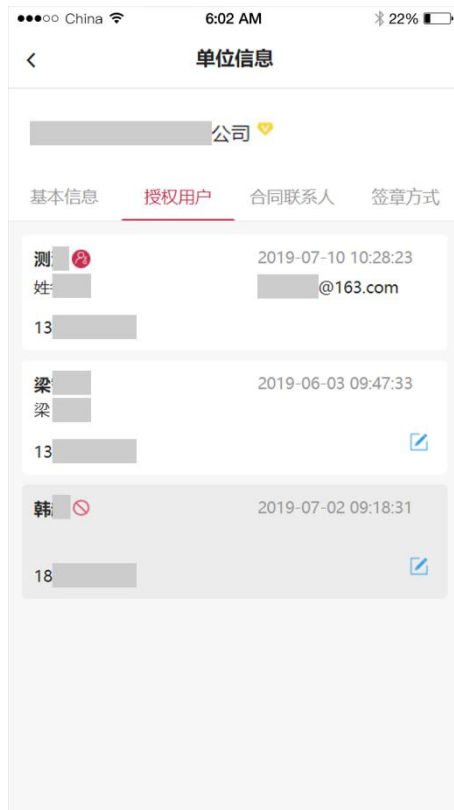 China 6:02 AM 22%
单位信息
公司
基本信息 授权用户 合同联系人 签章方式
测 2019-07-10 10:28:23
姓 @163.com
13
梁 2019-06-03 09:47:33
梁
13
韩 2019-07-02 09:18:31
18